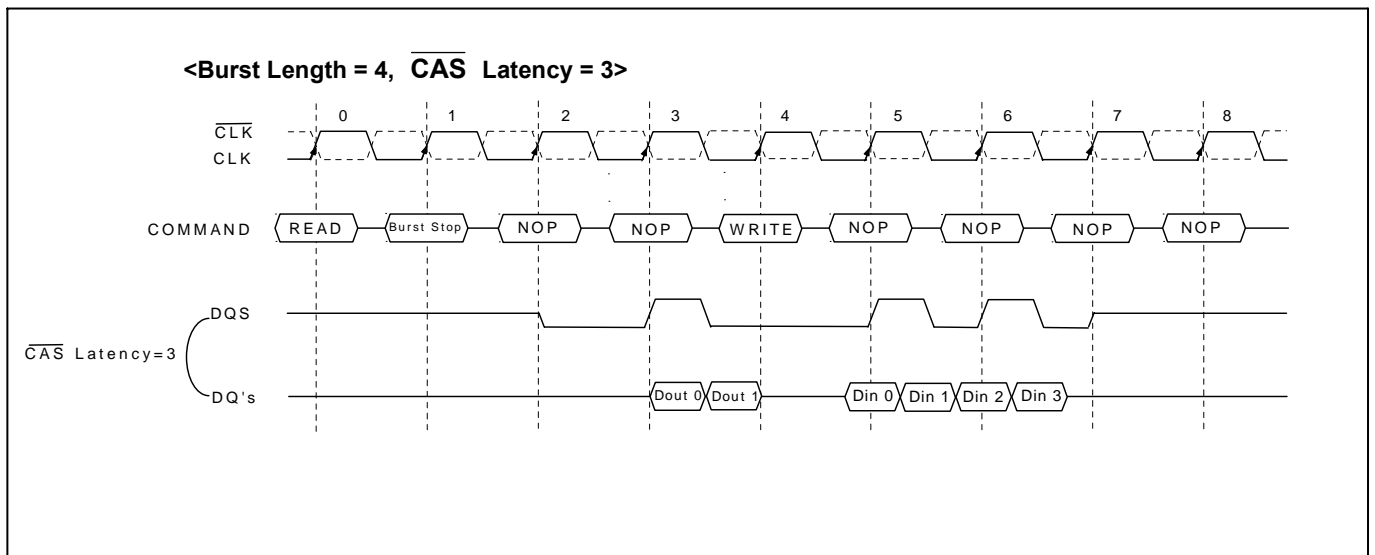 <Burst Length = 4, CAS Latency = 3>
0 1 2 3 4 5 6 7 8
CLK
CLK
COMMAND READ Burst Stop NOP NOP WRITE NOP NOP NOP NOP
DQS
CAS Latency=3
DQ's Dout 0 Dout 1 Din 0 Din 1 Din 2 Din 3